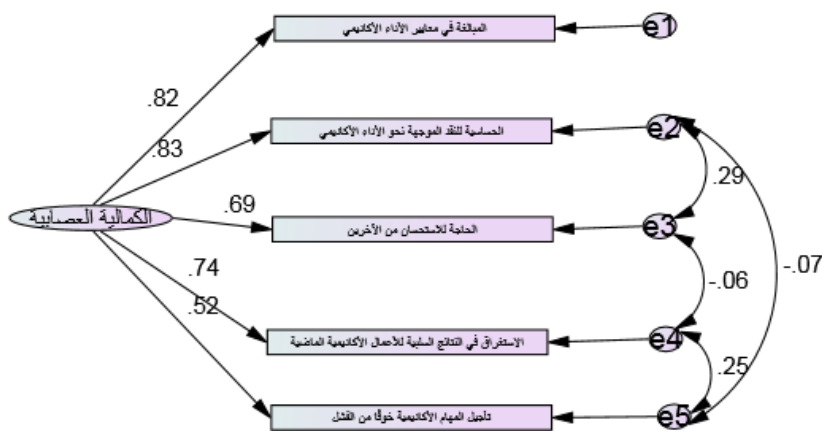 المبالغة في معايير الأداء الأكاديمي
e1
.82
الحساسية للنقد الموجهة نحو الأداء الأكاديمي
e2
.83
.29
الكمالية العصابية
.69
الحاجة للاستحسان من الآخرين
e3
-.07
-.06
.74
.52
الاستغراق في النتائج السلبية للأعمال الأكاديمية الماضية
e4
.25
تأجيل المهام الأكاديمية خوفًا من الفشل
e5